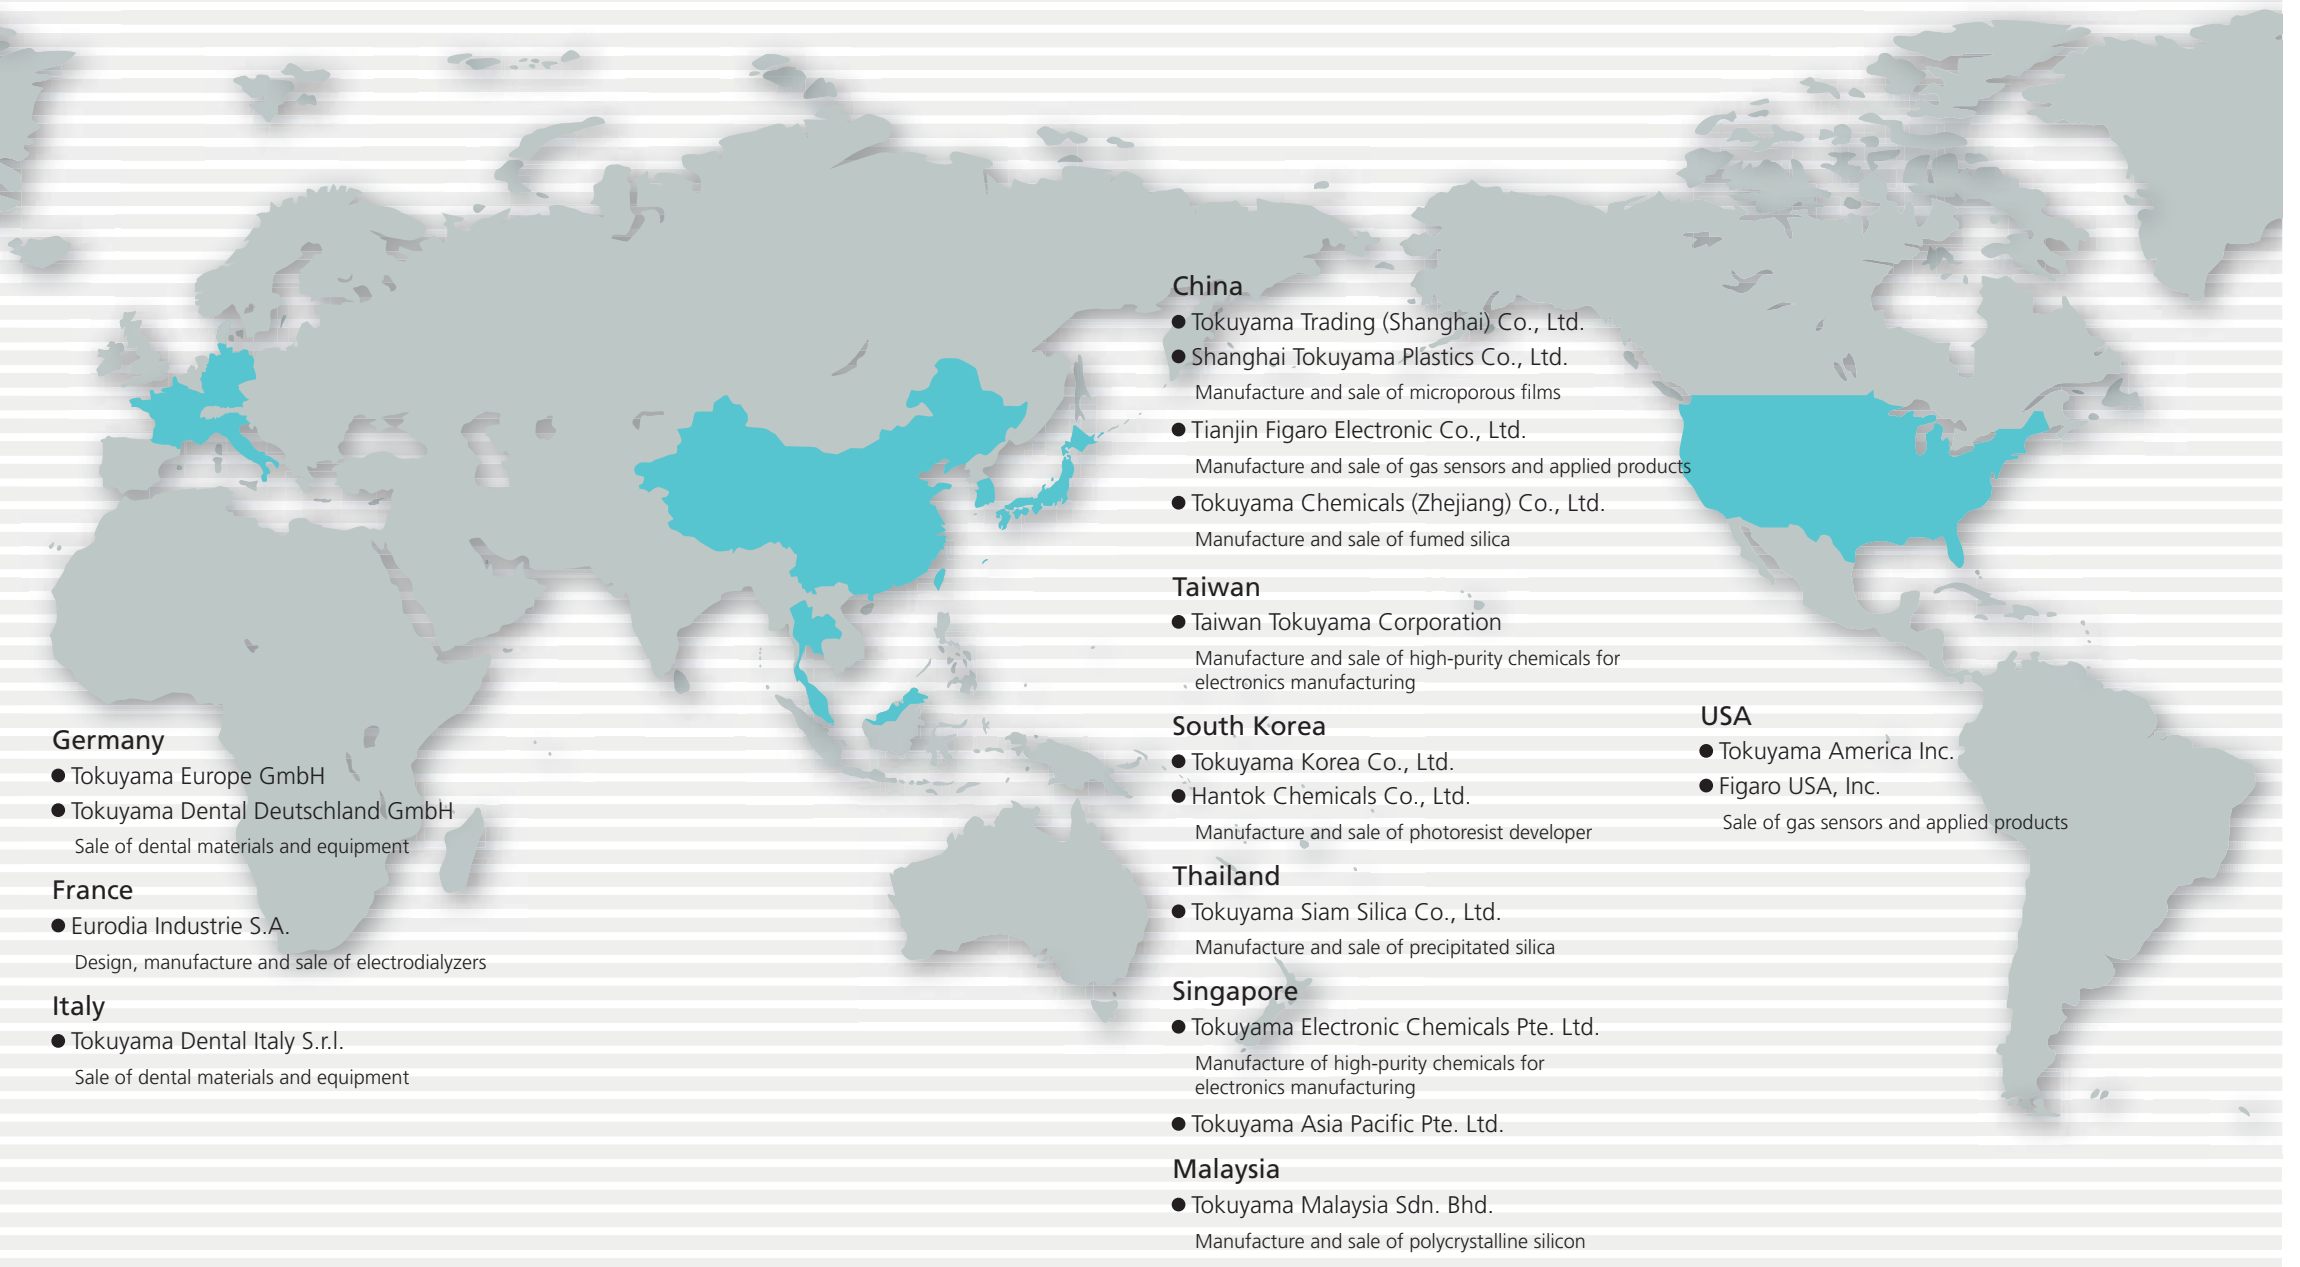 China
● Tokuyama Trading (Shanghai) Co., Ltd.
● Shanghai Tokuyama Plastics Co., Ltd.
Manufacture and sale of microporous films
● Tianjin Figaro Electronic Co., Ltd.
Manufacture and sale of gas sensors and applied products
● Tokuyama Chemicals (Zhejiang) Co., Ltd.
Manufacture and sale of fumed silica
Taiwan
● Taiwan Tokuyama Corporation
Manufacture and sale of high-purity chemicals for
electronics manufacturing
South Korea
● Tokuyama Korea Co., Ltd.
● Hantok Chemicals Co., Ltd.
Manufacture and sale of photoresist developer
Thailand
● Tokuyama Siam Silica Co., Ltd.
Manufacture and sale of precipitated silica
Singapore
● Tokuyama Electronic Chemicals Pte. Ltd.
Manufacture of high-purity chemicals for
electronics manufacturing
● Tokuyama Asia Pacific Pte. Ltd.
Malaysia
● Tokuyama Malaysia Sdn. Bhd.
Manufacture and sale of polycrystalline silicon
USA
● Tokuyama America Inc.
● Figaro USA, Inc.
Sale of gas sensors and applied products
Germany
● Tokuyama Europe GmbH
● Tokuyama Dental Deutschland GmbH
Sale of dental materials and equipment
France
● Eurodia Industrie S.A.
Design, manufacture and sale of electrodialyzers
Italy
● Tokuyama Dental Italy S.r.l.
Sale of dental materials and equipment